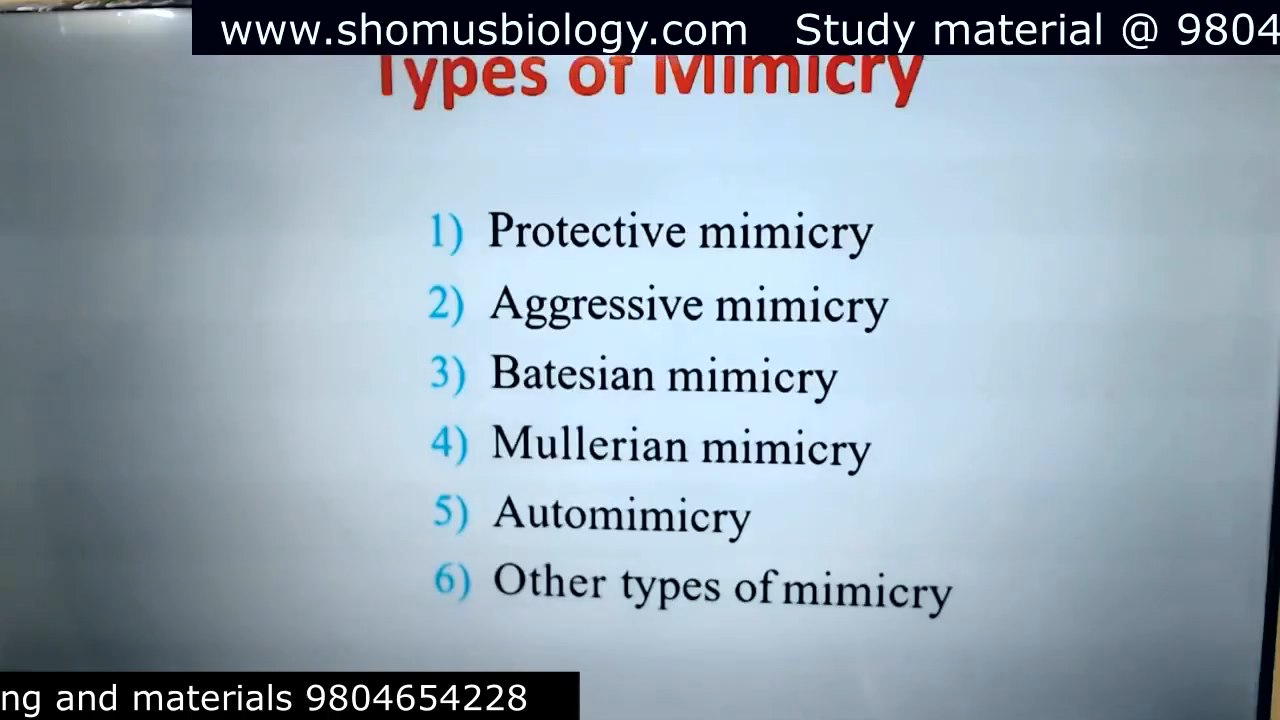 www.shomusbiology.com Study material @ 9804
Types of Mimicry
1) Protective mimicry
2) Aggressive mimicry
3) Batesian mimicry
4) Mullerian mimicry
5) Automimicry
6) Other types of mimicry
ng and materials 9804654228